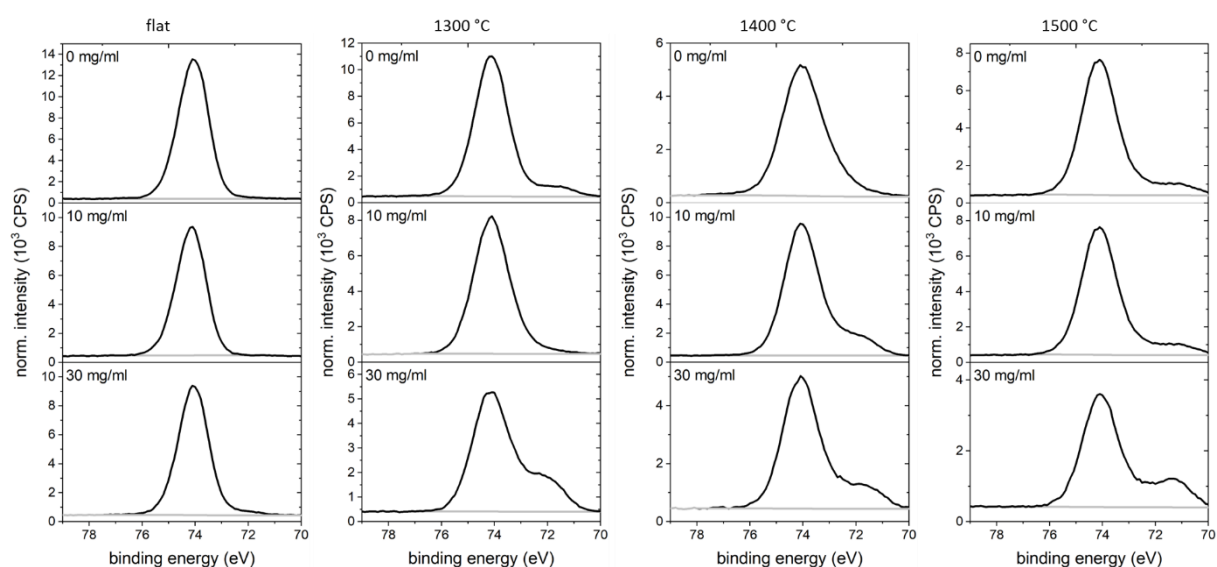 flat
1300 °C
1400 °C
1500 °C
norm. intensity (10³ CPS)
0 mg/ml
14
12
10
8
6
4
2
0
10 mg/ml
10
8
6
4
2
0
30 mg/ml
10
8
6
4
2
0
78 76 74 72 70
binding energy (eV)
norm. intensity (10³ CPS)
0 mg/ml
12
10
8
6
4
2
0
10 mg/ml
8
6
4
2
0
30 mg/ml
6
5
4
3
2
1
0
78 76 74 72 70
binding energy (eV)
norm. intensity (10³ CPS)
0 mg/ml
6
4
2
0
10 mg/ml
10
8
6
4
2
0
30 mg/ml
4
2
0
78 76 74 72 70
binding energy (eV)
norm. intensity (10³ CPS)
0 mg/ml
8
6
4
2
0
10 mg/ml
8
6
4
2
0
30 mg/ml
4
2
0
78 76 74 72 70
binding energy (eV)